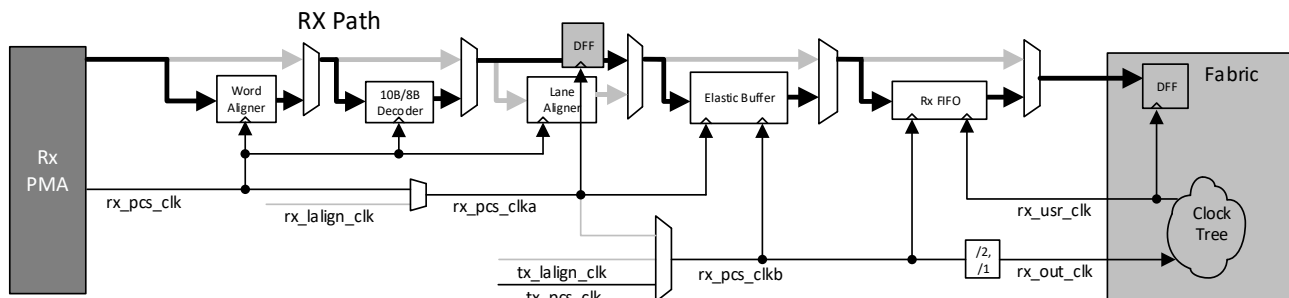 RX Path
DFF
Word
Aligner
10B/8B
Decoder
Lane
Aligner
Elastic Buffer
Rx FIFO
Fabric
DFF
Rx
PMA
rx_pcs_clk
rx_lalign_clk
rx_pcs_clka
rx_usr_clk
Clock
Tree
tx_lalign_clk
tx_pcs_clk
rx_pcs_clkb
/2,
/1
rx_out_clk